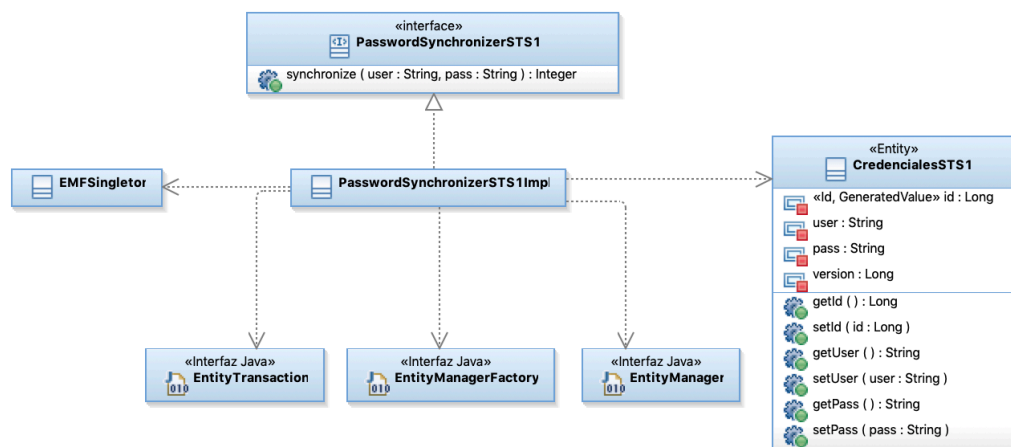 «interface»
PasswordSynchronizerSTS1
synchronize ( user : String, pass : String ) : Integer
«Entity»
CredencialesSTS1
EMFSingleton
PasswordSynchronizerSTS1Impl
«Id, GeneratedValue» id : Long
user : String
pass : String
version : Long
getId ( ) : Long
setId ( id : Long )
getUser ( ) : String
setUser ( user : String )
getPass ( ) : String
setPass ( pass : String )
«Interfaz Java»
EntityTransaction
«Interfaz Java»
EntityManagerFactory
«Interfaz Java»
EntityManager